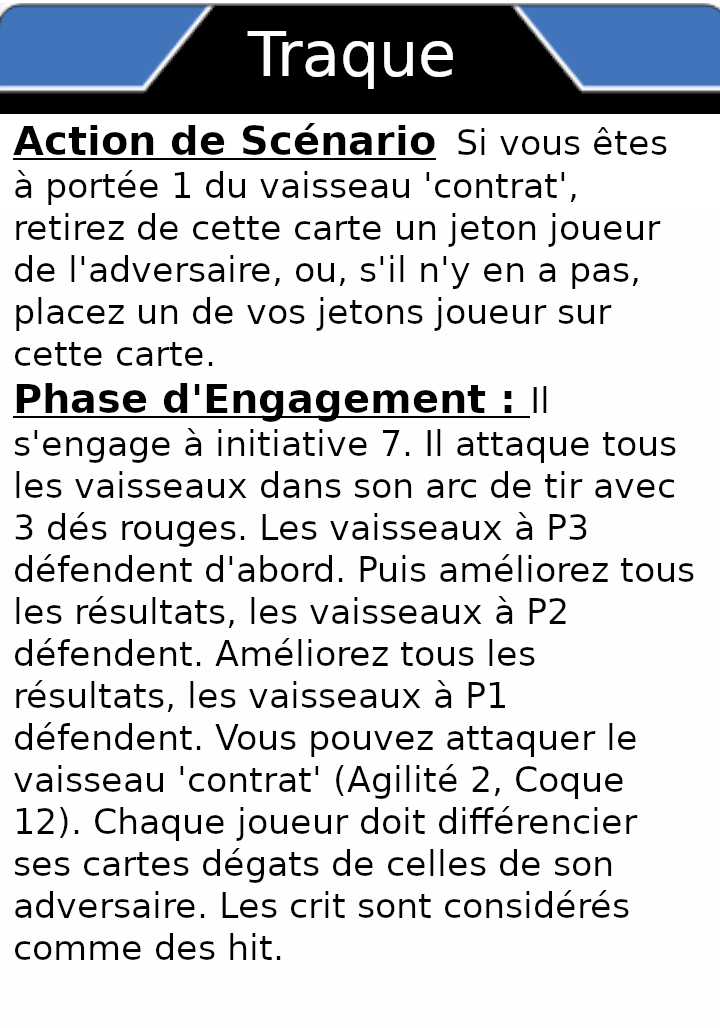 Traque
Action de Scénario Si vous êtes
à portée 1 du vaisseau 'contrat',
retirez de cette carte un jeton joueur
de l'adversaire, ou, s'il n'y en a pas,
placez un de vos jetons joueur sur
cette carte.
Phase d'Engagement : Il
s'engage à initiative 7. Il attaque tous
les vaisseaux dans son arc de tir avec
3 dés rouges. Les vaisseaux à P3
défendent d'abord. Puis améliorez tous
les résultats, les vaisseaux à P2
défendent. Améliorez tous les
résultats, les vaisseaux à P1
défendent. Vous pouvez attaquer le
vaisseau 'contrat' (Agilité 2, Coque
12). Chaque joueur doit différencier
ses cartes dégats de celles de son
adversaire. Les crit sont considérés
comme des hit.